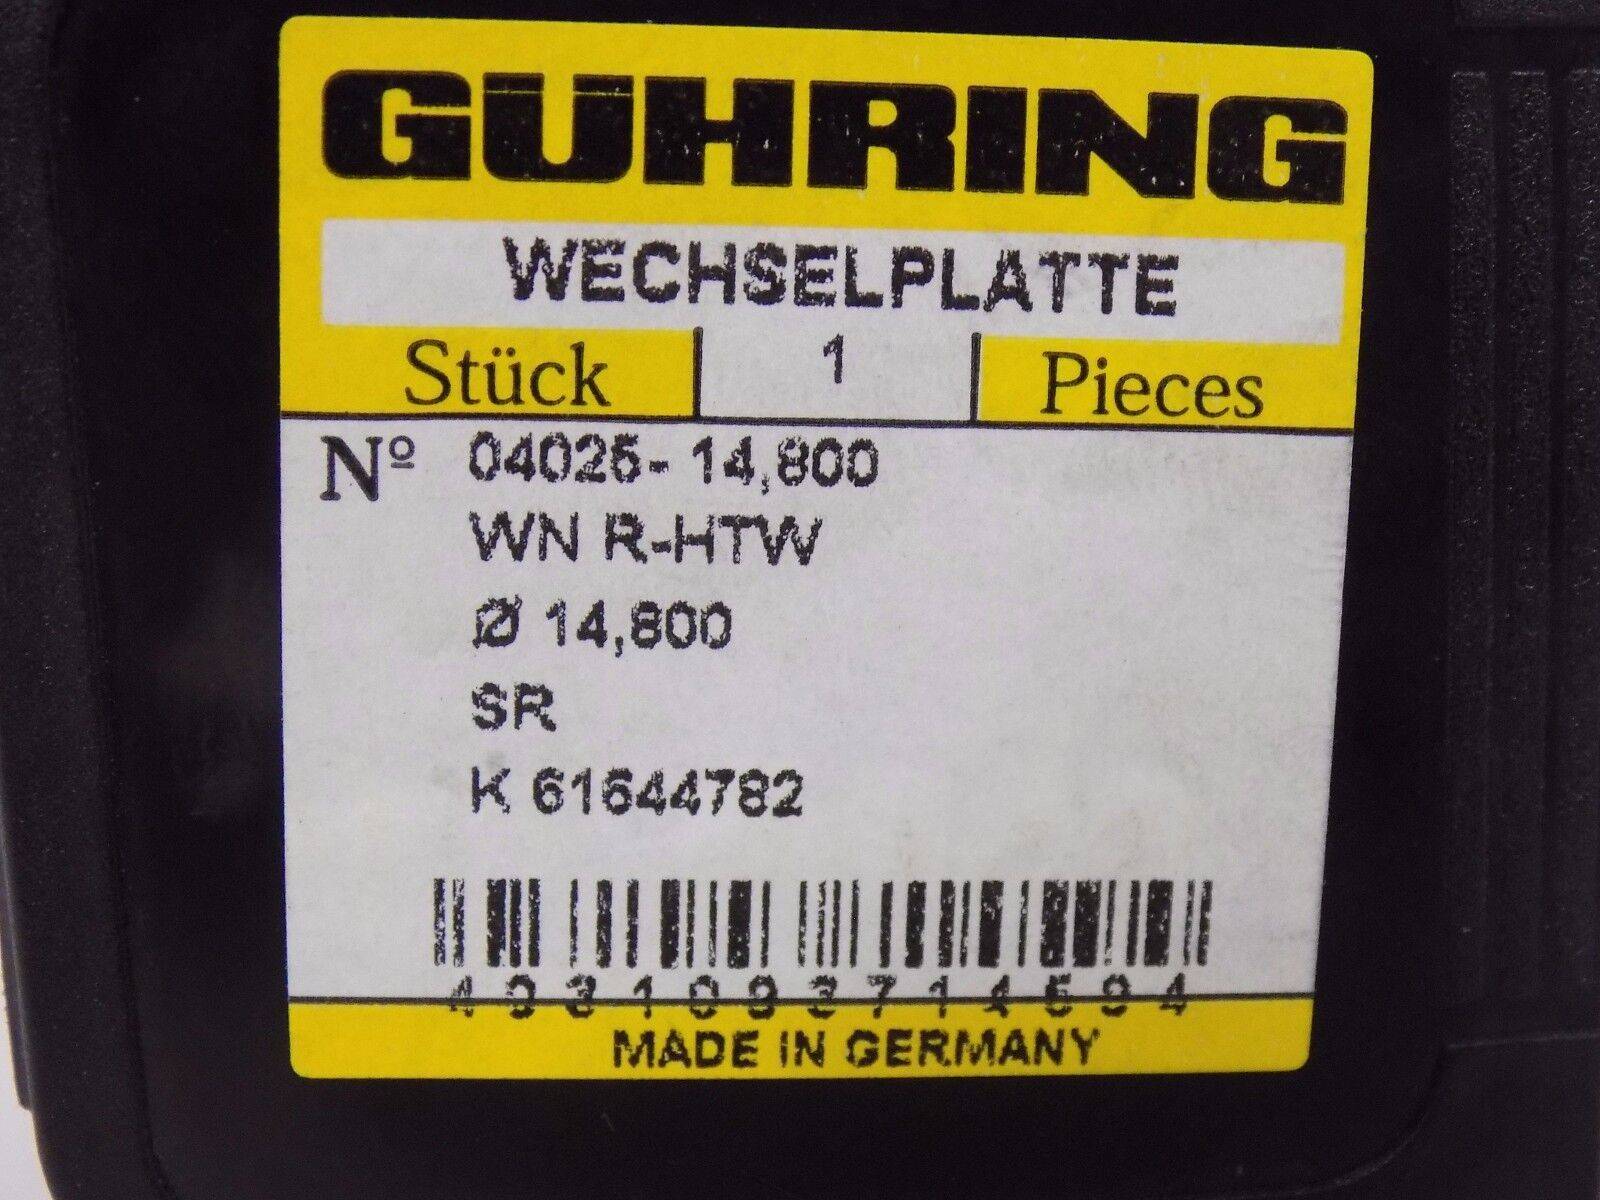 GUHRING
WECHSELPLATTE
Stück 1 Pieces
Nº 04025- 14,800
WN R-HTW
Ø 14,800
SR
K 61644782
4031093714594
MADE IN GERMANY